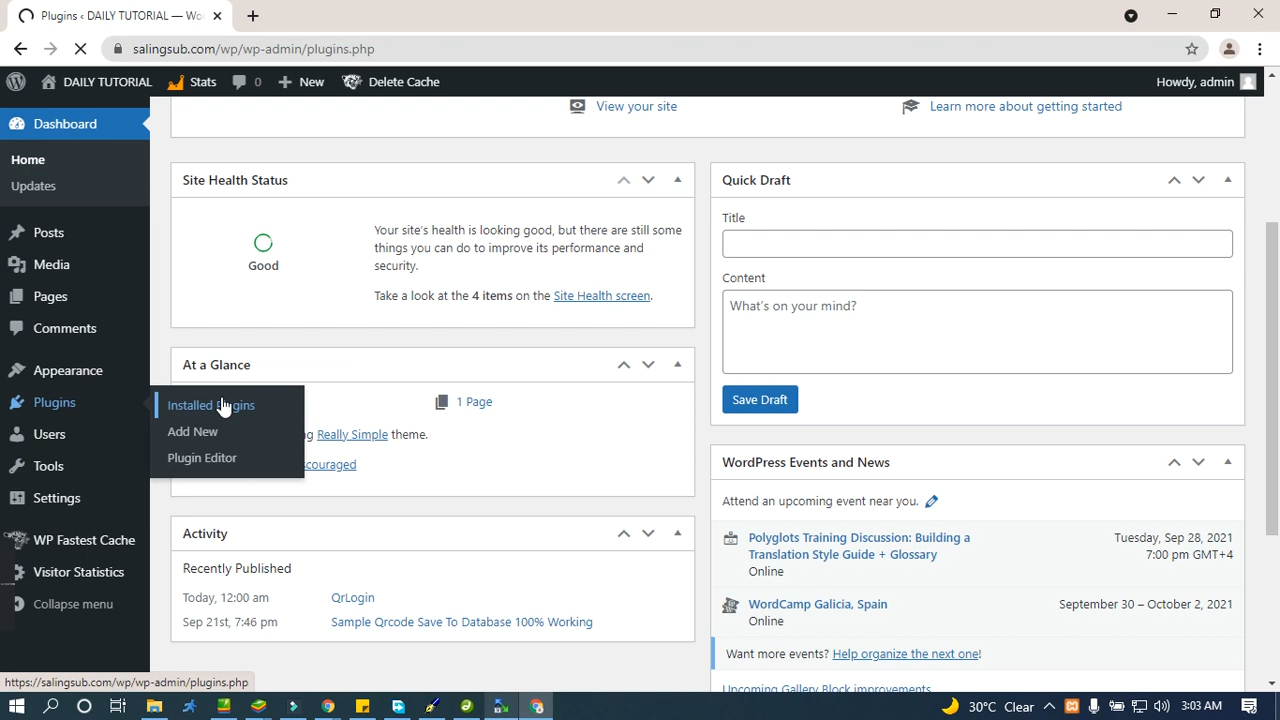 Plugins ‹ DAILY TUTORIAL — Wo
salingsub.com/wp/wp-admin/plugins.php
DAILY TUTORIAL
Stats
0
New
Delete Cache
Howdy, admin
Dashboard
Home
Updates
Posts
Media
Pages
Comments
Appearance
Plugins
Installed Plugins
Add New
Plugin Editor
Users
Tools
Settings
WP Fastest Cache
Visitor Statistics
Collapse menu
View your site
Learn more about getting started
Site Health Status
Good
Your site's health is looking good, but there are still some
things you can do to improve its performance and
security.
Take a look at the 4 items on the Site Health screen.
At a Glance
1 Page
Really Simple theme.
Activity
Recently Published
Today, 12:00 am
QrLogin
Sep 21st, 7:46 pm
Sample Qrcode Save To Database 100% Working
Quick Draft
Title
Content
What's on your mind?
Save Draft
WordPress Events and News
Attend an upcoming event near you.
Polyglots Training Discussion: Building a
Translation Style Guide + Glossary
Online
Tuesday, Sep 28, 2021
7:00 pm GMT+4
WordCamp Galicia, Spain
Online
September 30 – October 2, 2021
Want more events? Help organize the next one!
Upcoming Gallery Block improvements
https://salingsub.com/wp/wp-admin/plugins.php
30°C Clear
3:03 AM